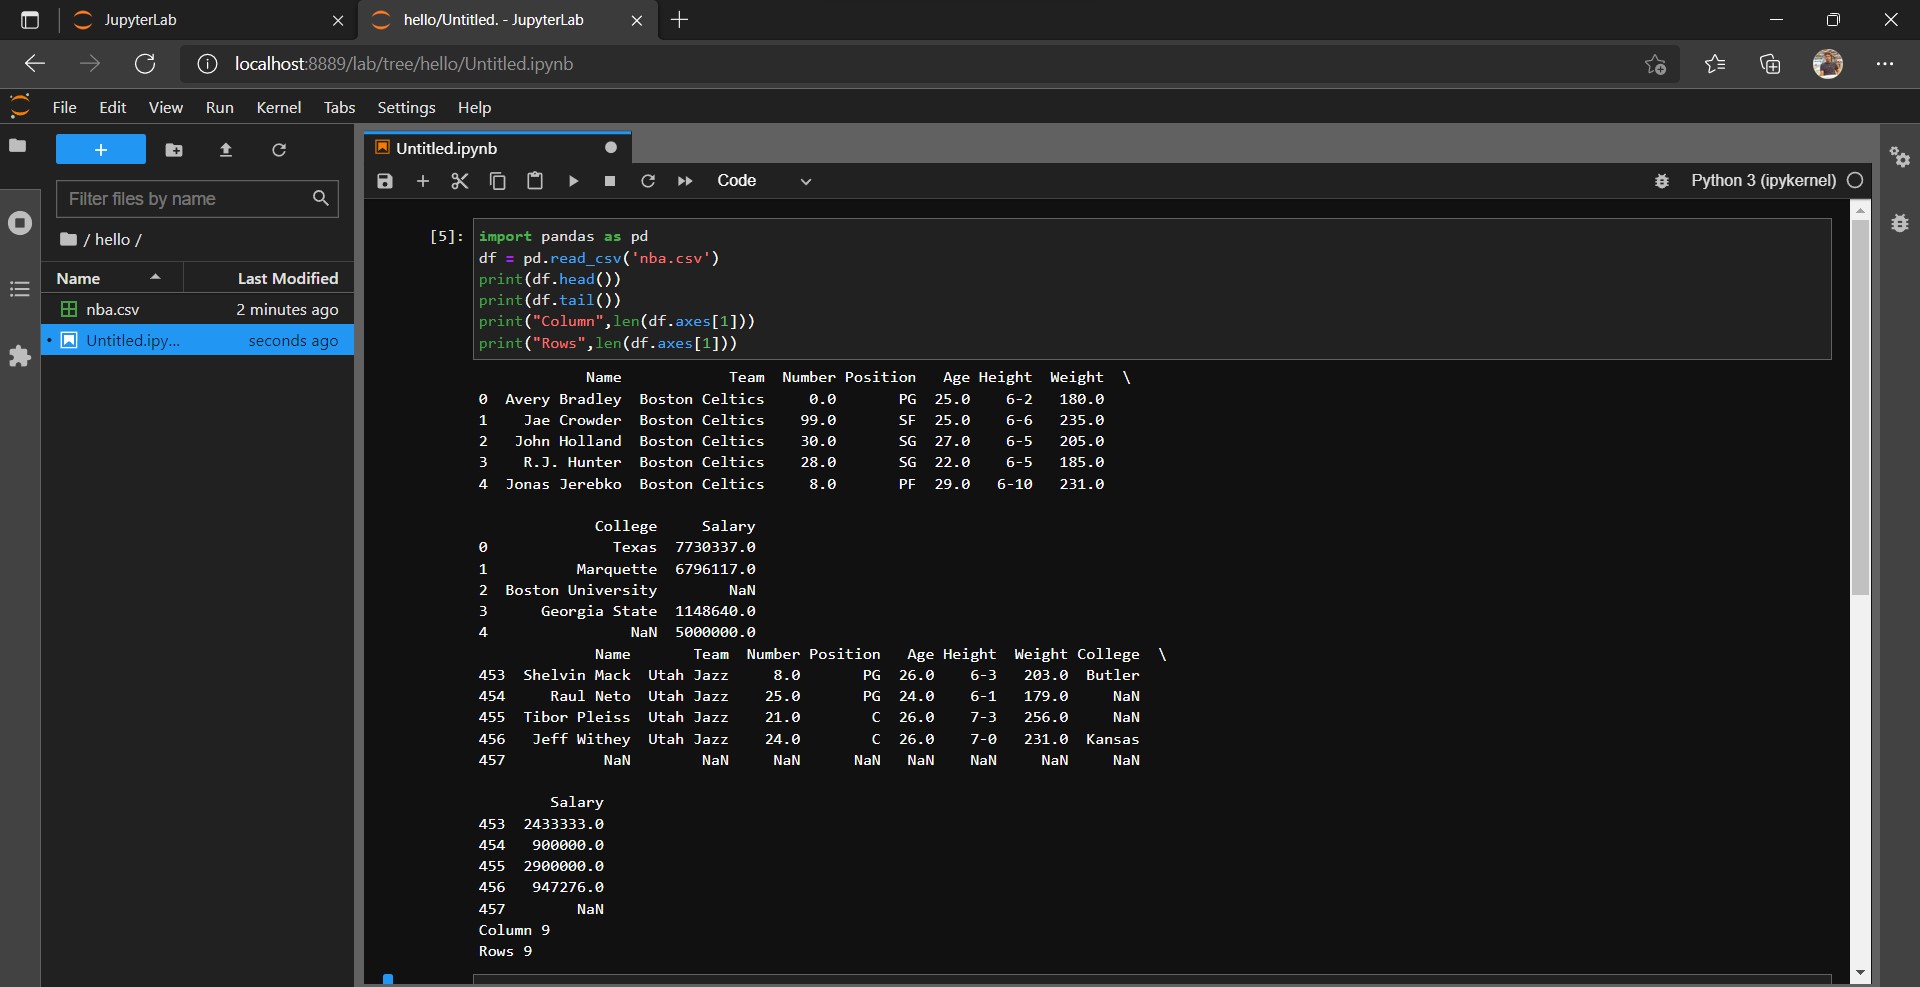 JupyterLab
hello/Untitled. - JupyterLab
localhost:8889/lab/tree/hello/Untitled.ipynb
File Edit View Run Kernel Tabs Settings Help
+
Filter files by name
/ hello /
Name Last Modified
nba.csv 2 minutes ago
Untitled.ipy... seconds ago
Untitled.ipynb
Code
Python 3 (ipykernel)
[5]: import pandas as pd
df = pd.read_csv('nba.csv')
print(df.head())
print(df.tail())
print("Column",len(df.axes[1]))
print("Rows",len(df.axes[1]))
Name Team Number Position Age Height Weight \
0 Avery Bradley Boston Celtics 0.0 PG 25.0 6-2 180.0
1 Jae Crowder Boston Celtics 99.0 SF 25.0 6-6 235.0
2 John Holland Boston Celtics 30.0 SG 27.0 6-5 205.0
3 R.J. Hunter Boston Celtics 28.0 SG 22.0 6-5 185.0
4 Jonas Jerebko Boston Celtics 8.0 PF 29.0 6-10 231.0
College Salary
0 Texas 7730337.0
1 Marquette 6796117.0
2 Boston University NaN
3 Georgia State 1148640.0
4 NaN 5000000.0
Name Team Number Position Age Height Weight College \
453 Shelvin Mack Utah Jazz 8.0 PG 26.0 6-3 203.0 Butler
454 Raul Neto Utah Jazz 25.0 PG 24.0 6-1 179.0 NaN
455 Tibor Pleiss Utah Jazz 21.0 C 26.0 7-3 256.0 NaN
456 Jeff Withey Utah Jazz 24.0 C 26.0 7-0 231.0 Kansas
457 NaN NaN NaN NaN NaN NaN NaN NaN
Salary
453 2433333.0
454 900000.0
455 2900000.0
456 947276.0
457 NaN
Column 9
Rows 9